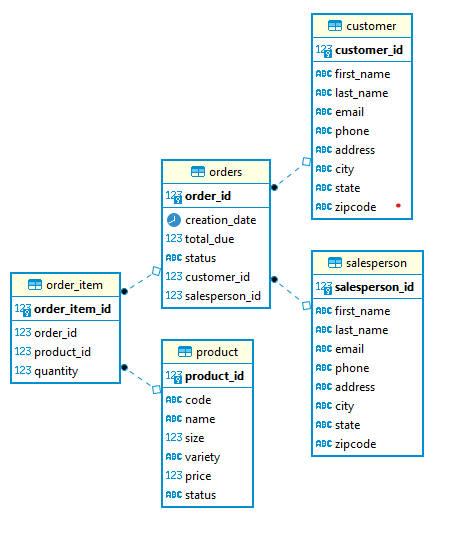 customer
123 customer_id
ABC first_name
ABC last_name
ABC email
ABC phone
ABC address
ABC city
ABC state
ABC zipcode
orders
123 order_id
creation_date
123 total_due
ABC status
123 customer_id
123 salesperson_id
salesperson
123 salesperson_id
ABC first_name
ABC last_name
ABC email
ABC phone
ABC address
ABC city
ABC state
ABC zipcode
order_item
123 order_item_id
123 order_id
123 product_id
123 quantity
product
123 product_id
ABC code
ABC name
123 size
ABC variety
123 price
ABC status